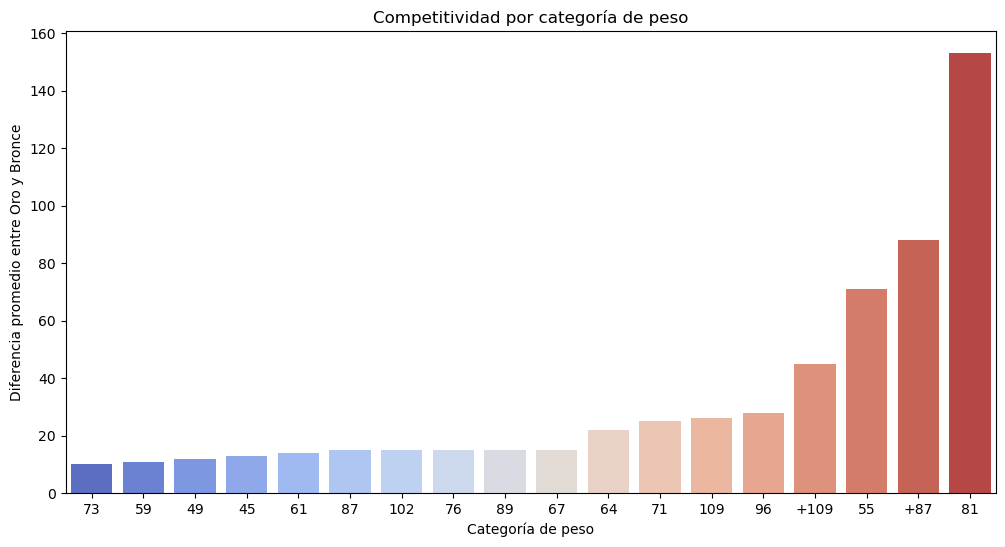 Competitividad por categoría de peso
Diferencia promedio entre Oro y Bronce
160
140
120
100
80
60
40
20
0
73 59 49 45 61 87 102 76 89 67 64 71 109 96 +109 55 +87 81
Categoría de peso